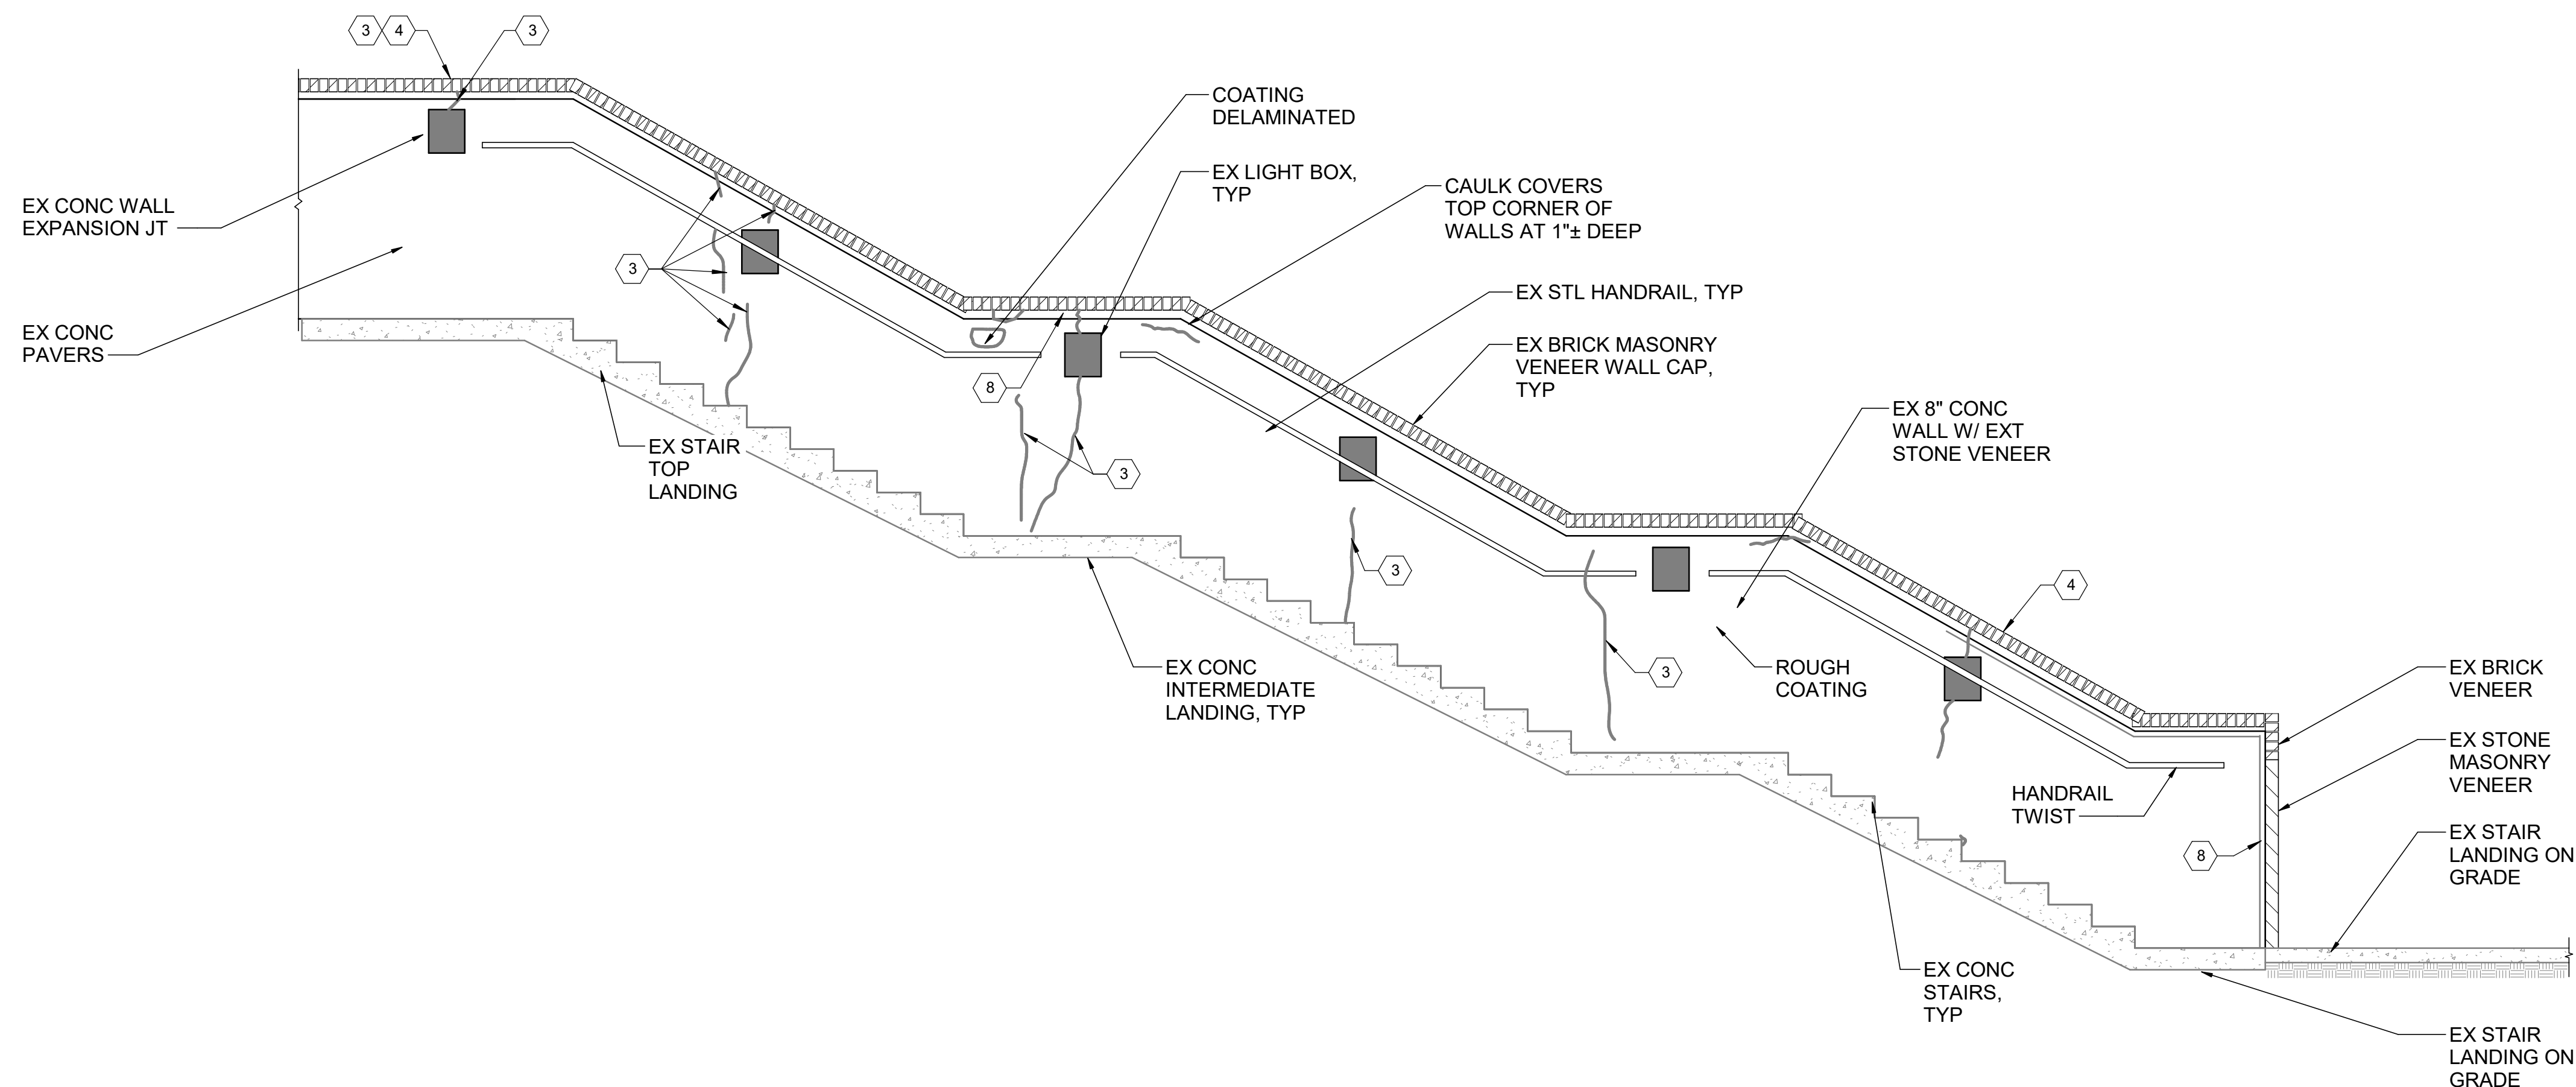 3
4
3
COATING
DELAMINATED
EX LIGHT BOX,
TYP
CAULK COVERS
TOP CORNER OF
WALLS AT 1"± DEEP
EX CONC WALL
EXPANSION JT
3
EX STL HANDRAIL, TYP
EX CONC
PAVERS
EX BRICK MASONRY
VENEER WALL CAP,
TYP
8
EX 8" CONC
WALL W/ EXT
STONE VENEER
EX STAIR
TOP
LANDING
3
3
4
EX CONC
INTERMEDIATE
LANDING, TYP
3
ROUGH
COATING
EX BRICK
VENEER
EX STONE
MASONRY
VENEER
HANDRAIL
TWIST
8
EX STAIR
LANDING ON
GRADE
EX CONC
STAIRS,
TYP
EX STAIR
LANDING ON
GRADE